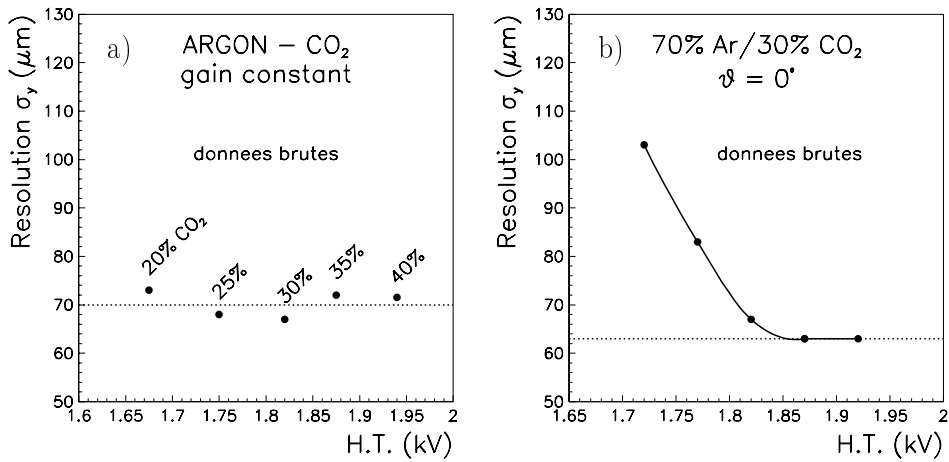 a)
ARGON – CO₂
gain constant
donnees brutes
20% CO₂
25%
30%
35%
40%
Resolution σᵧ (μm)
130
120
110
100
90
80
70
60
50
1.6 1.65 1.7 1.75 1.8 1.85 1.9 1.95 2
H.T. (kV)
b)
70% Ar/30% CO₂
ϑ = 0°
donnees brutes
Resolution σᵧ (μm)
130
120
110
100
90
80
70
60
50
1.65 1.7 1.75 1.8 1.85 1.9 1.95 2
H.T. (kV)